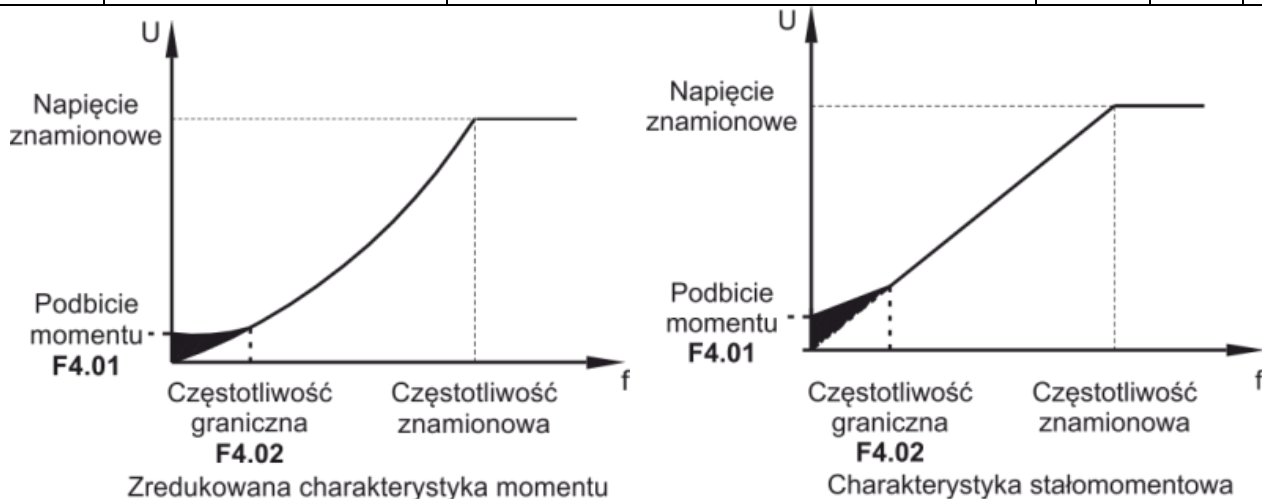 U
Napięcie
znamionowe
Podbicie
momentu
F4.01
f
Częstotliwość
graniczna
F4.02
Częstotliwość
znamionowa
Zredukowana charakterystyka momentu
U
Napięcie
znamionowe
Podbicie
momentu
F4.01
f
Częstotliwość
graniczna
F4.02
Częstotliwość
znamionowa
Charakterystyka stałomomentowa